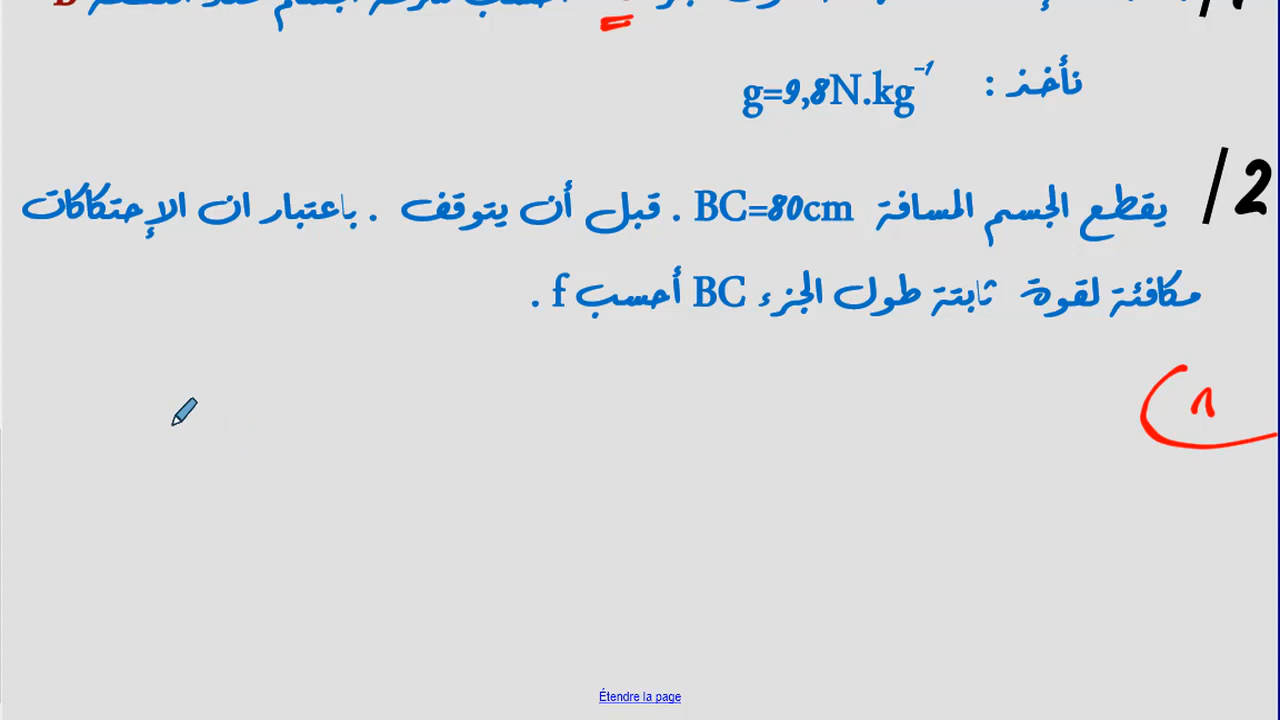 /1
نأخذ : g=9,8N.kg⁻¹
/2 يقطع الجسم المسافة BC=80cm . قبل أن يتوقف . باعتبار ان الإحتكاكات
مكافئة لقوة ثابتة طول الجزء BC أحسب f .
1
Étendre la page